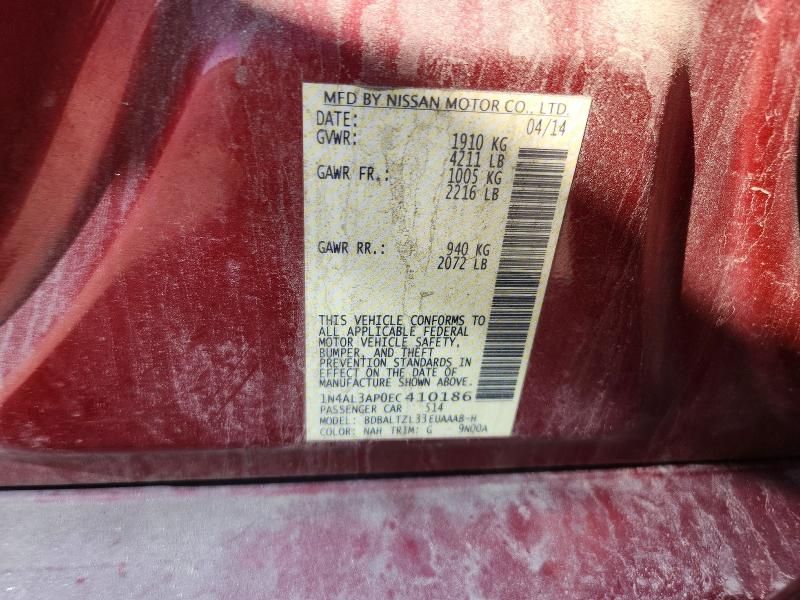 MFD BY NISSAN MOTOR CO., LTD.
DATE: 04/14
GVWR: 1910 KG
4211 LB
GAWR FR.: 1005 KG
2216 LB
GAWR RR.: 940 KG
2072 LB
THIS VEHICLE CONFORMS TO
ALL APPLICABLE FEDERAL
MOTOR VEHICLE SAFETY,
BUMPER, AND THEFT
PREVENTION STANDARDS IN
EFFECT ON THE DATE OF
MANUFACTURE SHOWN ABOVE.
1N4AL3AP0EC410186
PASSENGER CAR S14
MODEL: BDBALTZL33EUAAAB-H
COLOR: NAH TRIM: G 9N00A